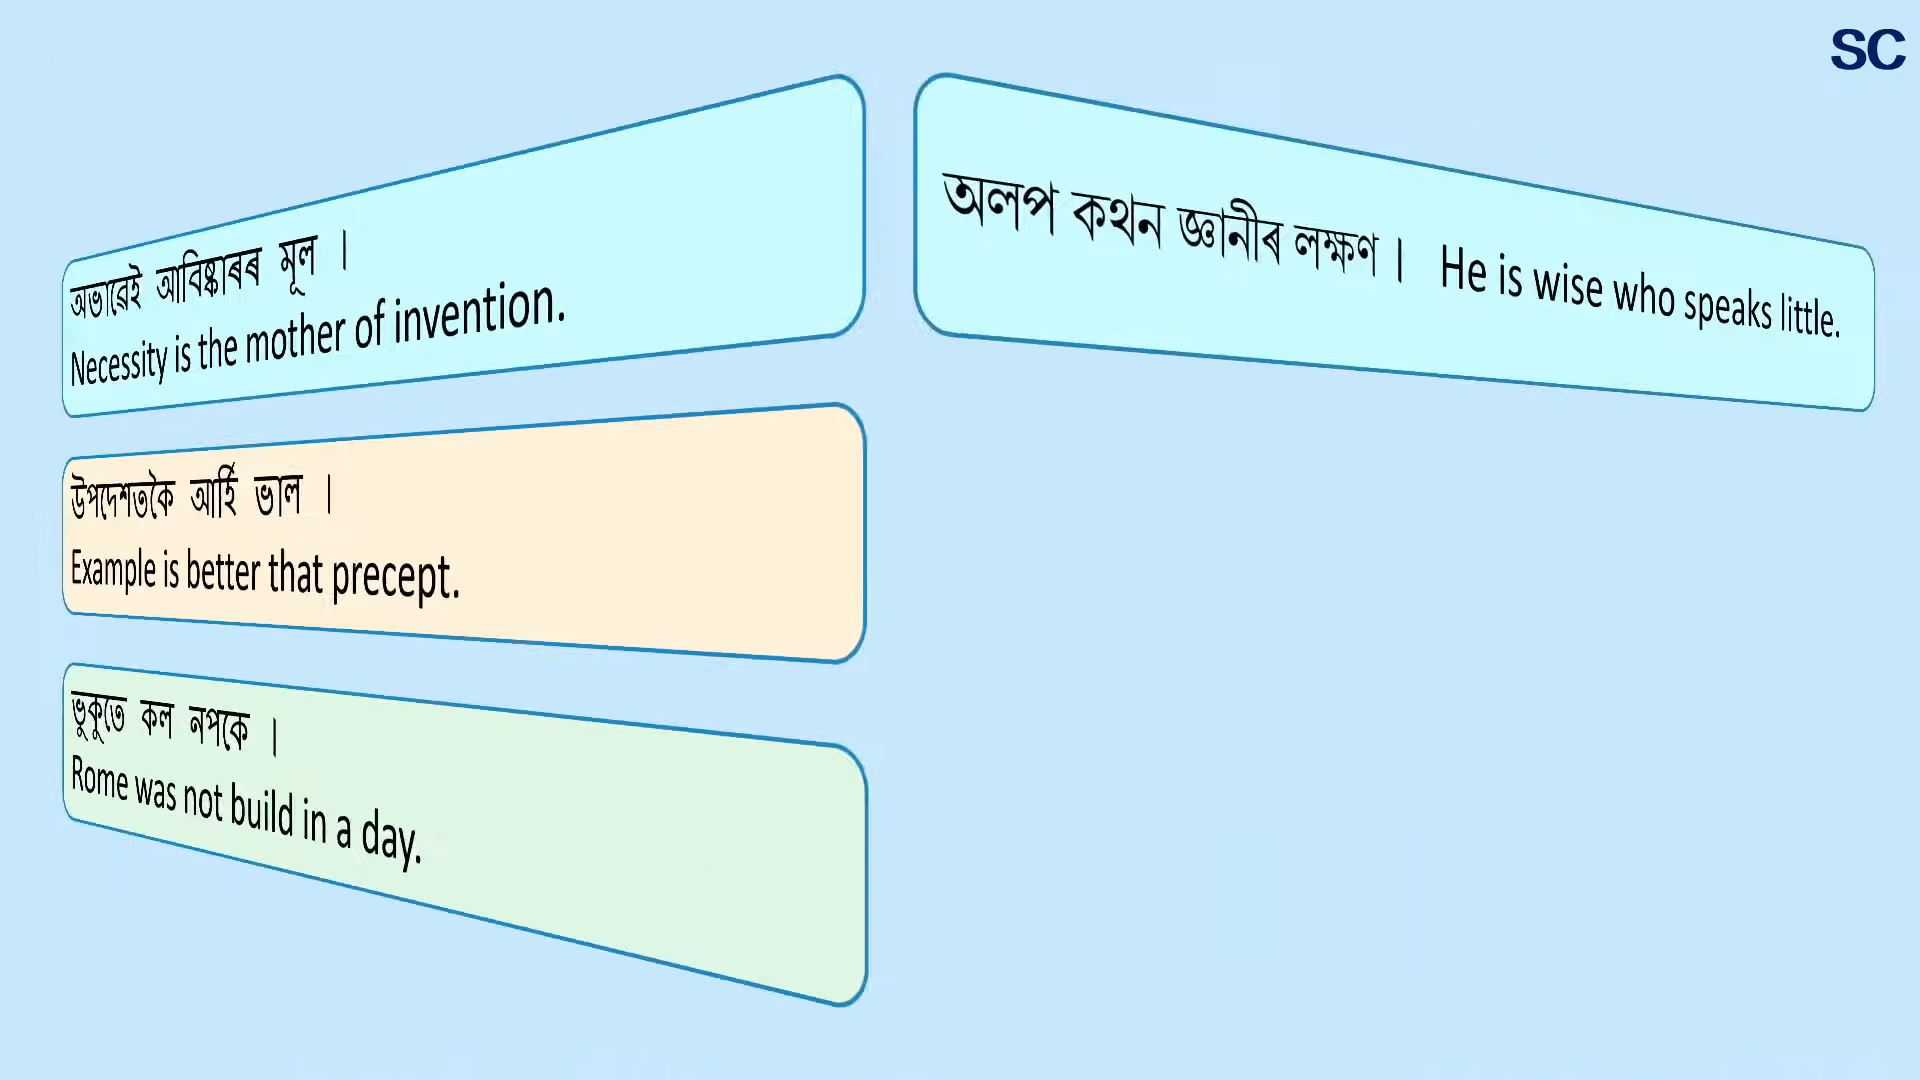 অভাৱেই আবিষ্কাৰৰ মূল ।
Necessity is the mother of invention.
উপদেশতকৈ আৰ্হি ভাল ।
Example is better that precept.
ভুকুতে কল নপকে ।
Rome was not build in a day.
SC
অলপ কথন জ্ঞানীৰ লক্ষণ । He is wise who speaks little.